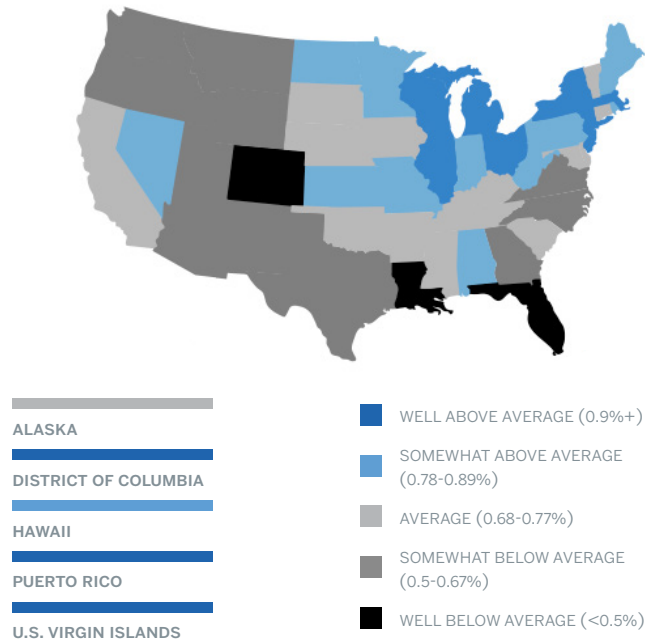 ALASKA
DISTRICT OF COLUMBIA
HAWAII
PUERTO RICO
U.S. VIRGIN ISLANDS
WELL ABOVE AVERAGE (0.9%+)
SOMEWHAT ABOVE AVERAGE
(0.78-0.89%)
AVERAGE (0.68-0.77%)
SOMEWHAT BELOW AVERAGE
(0.5-0.67%)
WELL BELOW AVERAGE (<0.5%)